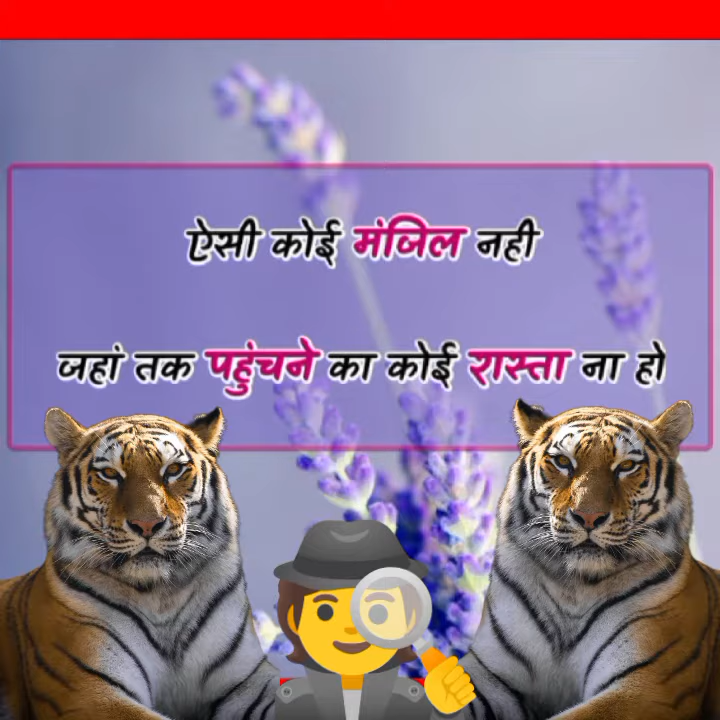 ऐसी कोई मंजिल नही
जहां तक पहुंचने का कोई रास्ता ना हो